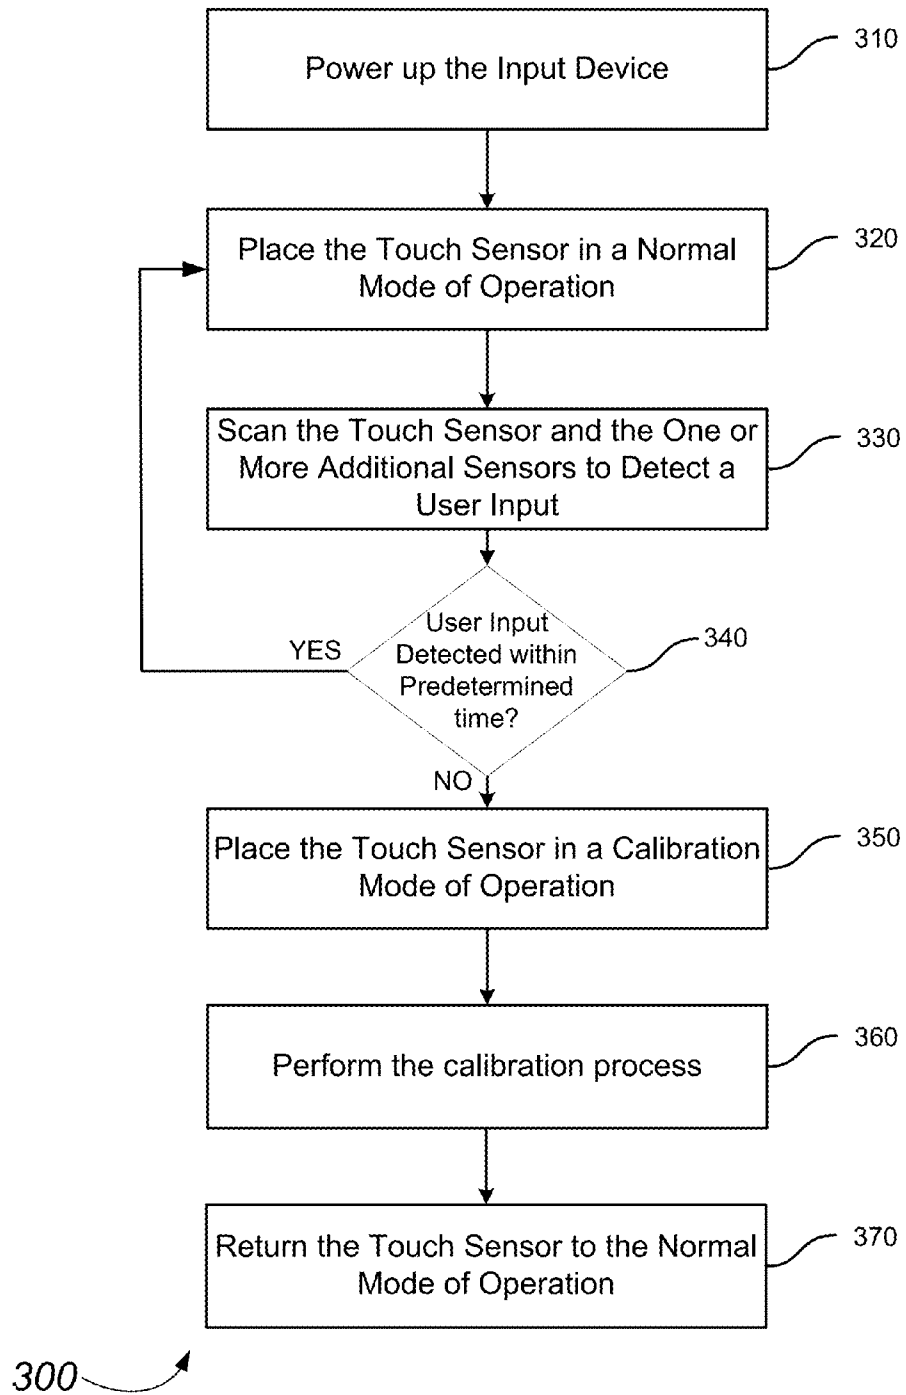 Power up the Input Device
310
Place the Touch Sensor in a Normal
Mode of Operation
320
Scan the Touch Sensor and the One or
More Additional Sensors to Detect a
User Input
330
User Input
Detected within
Predetermined
time?
340
YES
NO
Place the Touch Sensor in a Calibration
Mode of Operation
350
Perform the calibration process
360
Return the Touch Sensor to the Normal
Mode of Operation
370
300